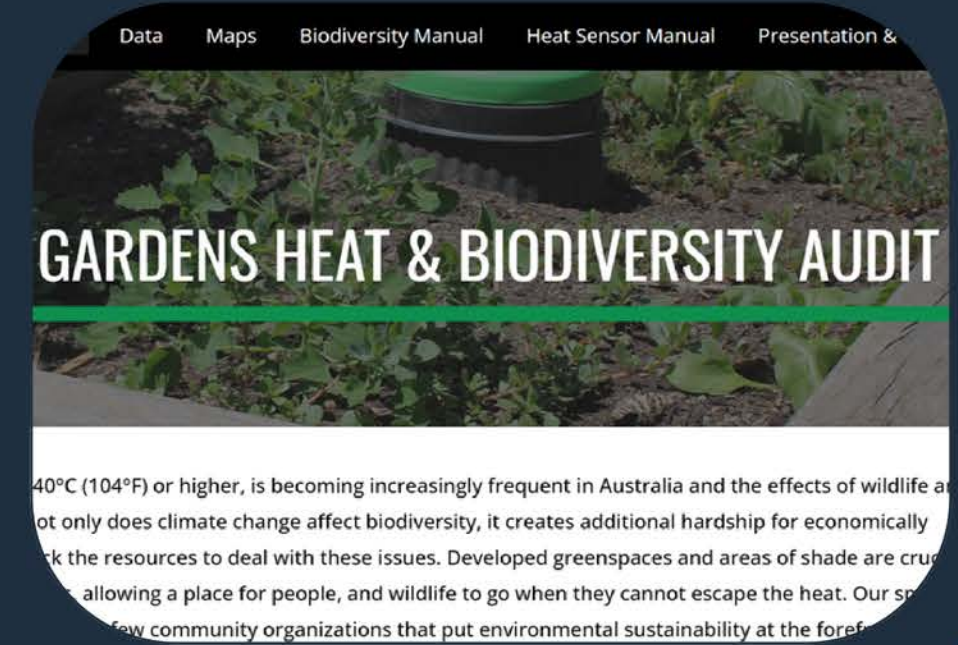 Data Maps Biodiversity Manual Heat Sensor Manual Presentation &
GARDENS HEAT & BIODIVERSITY AUDIT
40°C (104°F) or higher, is becoming increasingly frequent in Australia and the effects of wildlife
ot only does climate change affect biodiversity, it creates additional hardship for economically
ck the resources to deal with these issues. Developed greenspaces and areas of shade are
allowing a place for people, and wildlife to go when they cannot escape the heat. Our
few community organizations that put environmental sustainability at the